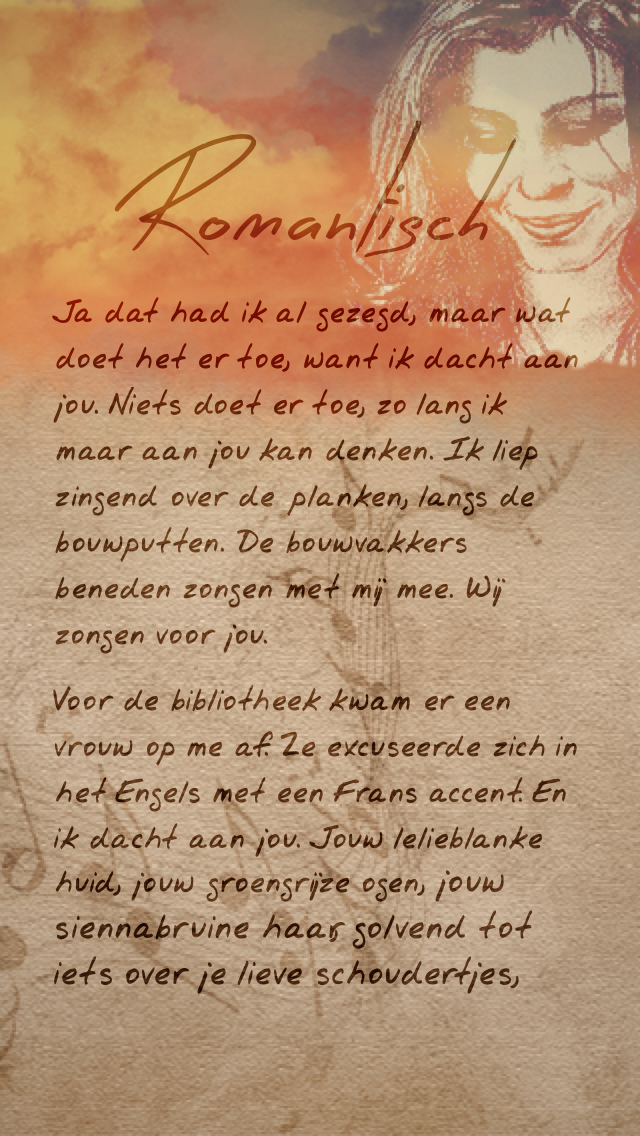 Romantisch
Ja dat had ik al gezegd, maar wat
doet het er toe, want ik dacht aan
jou. Niets doet er toe, zo lang ik
maar aan jou kan denken. Ik liep
zingend over de planken, langs de
bouwputten. De bouwvakkers
beneden zongen met mij mee. Wij
zongen voor jou.
Voor de bibliotheek kwam er een
vrouw op me af. Ze excuseerde zich in
het Engels met een Frans accent. En
ik dacht aan jou. Jouw lelieblanke
huid, jouw groengrijze ogen, jouw
siennabruine haar, golvend tot
iets over je lieve schoudertjes,